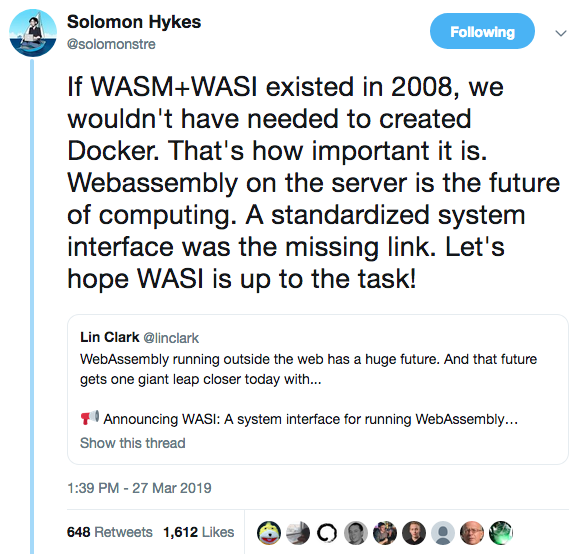 Solomon Hykes
@solomonstre
Following
If WASM+WASI existed in 2008, we
wouldn't have needed to created
Docker. That's how important it is.
Webassembly on the server is the future
of computing. A standardized system
interface was the missing link. Let's
hope WASI is up to the task!
Lin Clark @linclark
WebAssembly running outside the web has a huge future. And that future
gets one giant leap closer today with...
📢 Announcing WASI: A system interface for running WebAssembly…
Show this thread
1:39 PM - 27 Mar 2019
648 Retweets 1,612 Likes